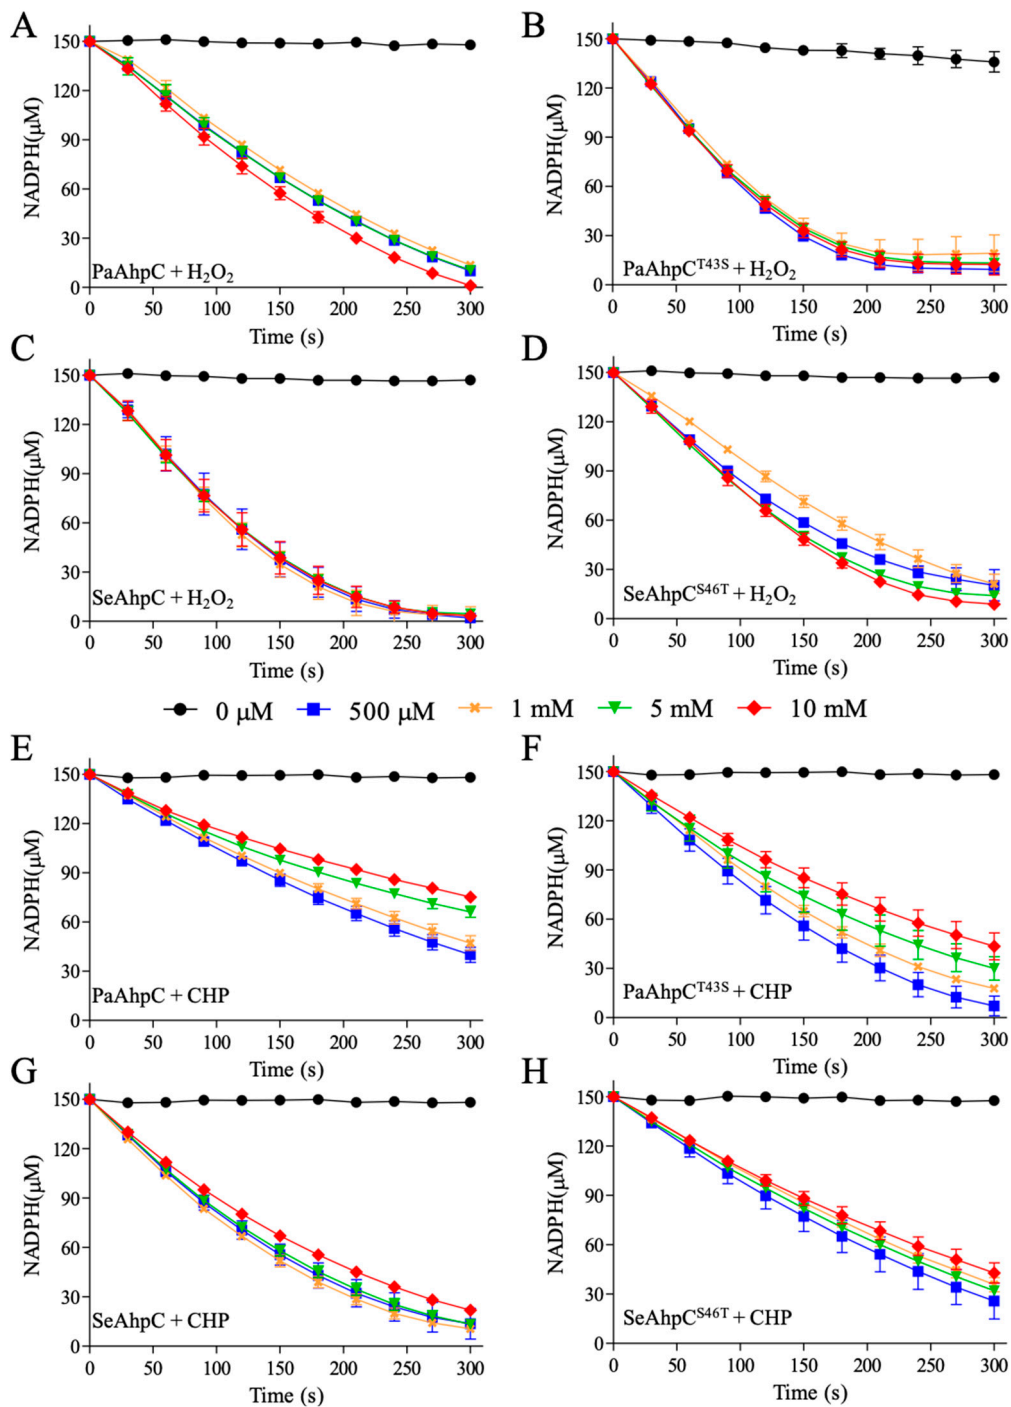 A
B
150
120
90
60
30
0
NADPH(μM)
PaAhpC + H₂O₂
0 50 100 150 200 250 300
Time (s)
150
120
90
60
30
0
NADPH(μM)
PaAhpCᵀ⁴³ˢ + H₂O₂
0 50 100 150 200 250 300
Time (s)
C
D
150
120
90
60
30
0
NADPH(μM)
SeAhpC + H₂O₂
0 50 100 150 200 250 300
Time (s)
150
120
90
60
30
0
NADPH(μM)
SeAhpCˢ⁴⁶ᵀ + H₂O₂
0 50 100 150 200 250 300
Time (s)
0 μM 500 μM 1 mM 5 mM 10 mM
E
F
150
120
90
60
30
0
NADPH(μM)
PaAhpC + CHP
0 50 100 150 200 250 300
Time (s)
150
120
90
60
30
0
NADPH(μM)
PaAhpCᵀ⁴³ˢ + CHP
0 50 100 150 200 250 300
Time (s)
G
H
150
120
90
60
30
0
NADPH(μM)
SeAhpC + CHP
0 50 100 150 200 250 300
Time (s)
150
120
90
60
30
0
NADPH(μM)
SeAhpCˢ⁴⁶ᵀ + CHP
0 50 100 150 200 250 300
Time (s)